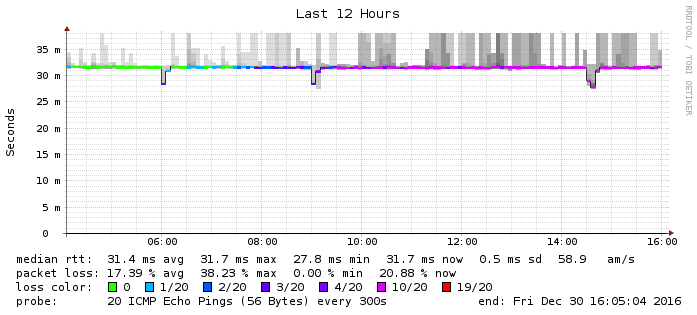 Last 12 Hours
RRDTOOL / TOBI OETIKER
Seconds
35 m
30 m
25 m
20 m
15 m
10 m
5 m
0
06:00 08:00 10:00 12:00 14:00 16:00
median rtt: 31.4 ms avg 31.7 ms max 27.8 ms min 31.7 ms now 0.5 ms sd 58.9 am/s
packet loss: 17.39 % avg 38.23 % max 0.00 % min 20.88 % now
loss color: 0 1/20 2/20 3/20 4/20 10/20 19/20
probe: 20 ICMP Echo Pings (56 Bytes) every 300s end: Fri Dec 30 16:05:04 2016